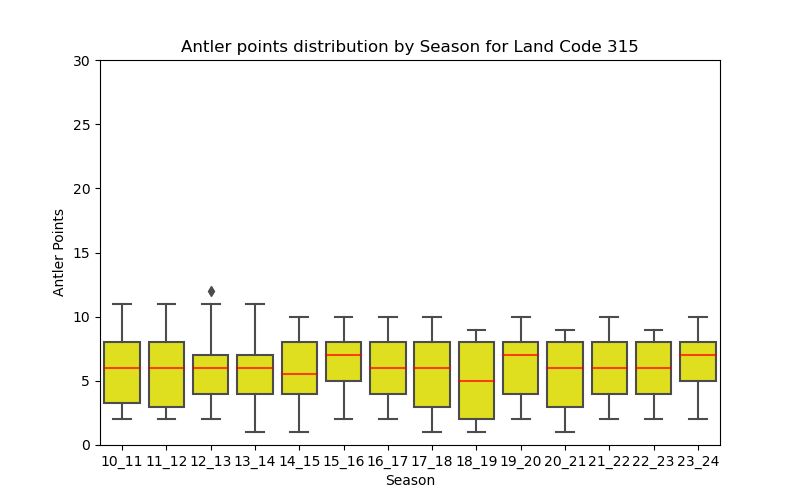 Antler points distribution by Season for Land Code 315
30
25
20
15
10
5
0
Antler Points
10_11 11_12 12_13 13_14 14_15 15_16 16_17 17_18 18_19 19_20 20_21 21_22 22_23 23_24
Season